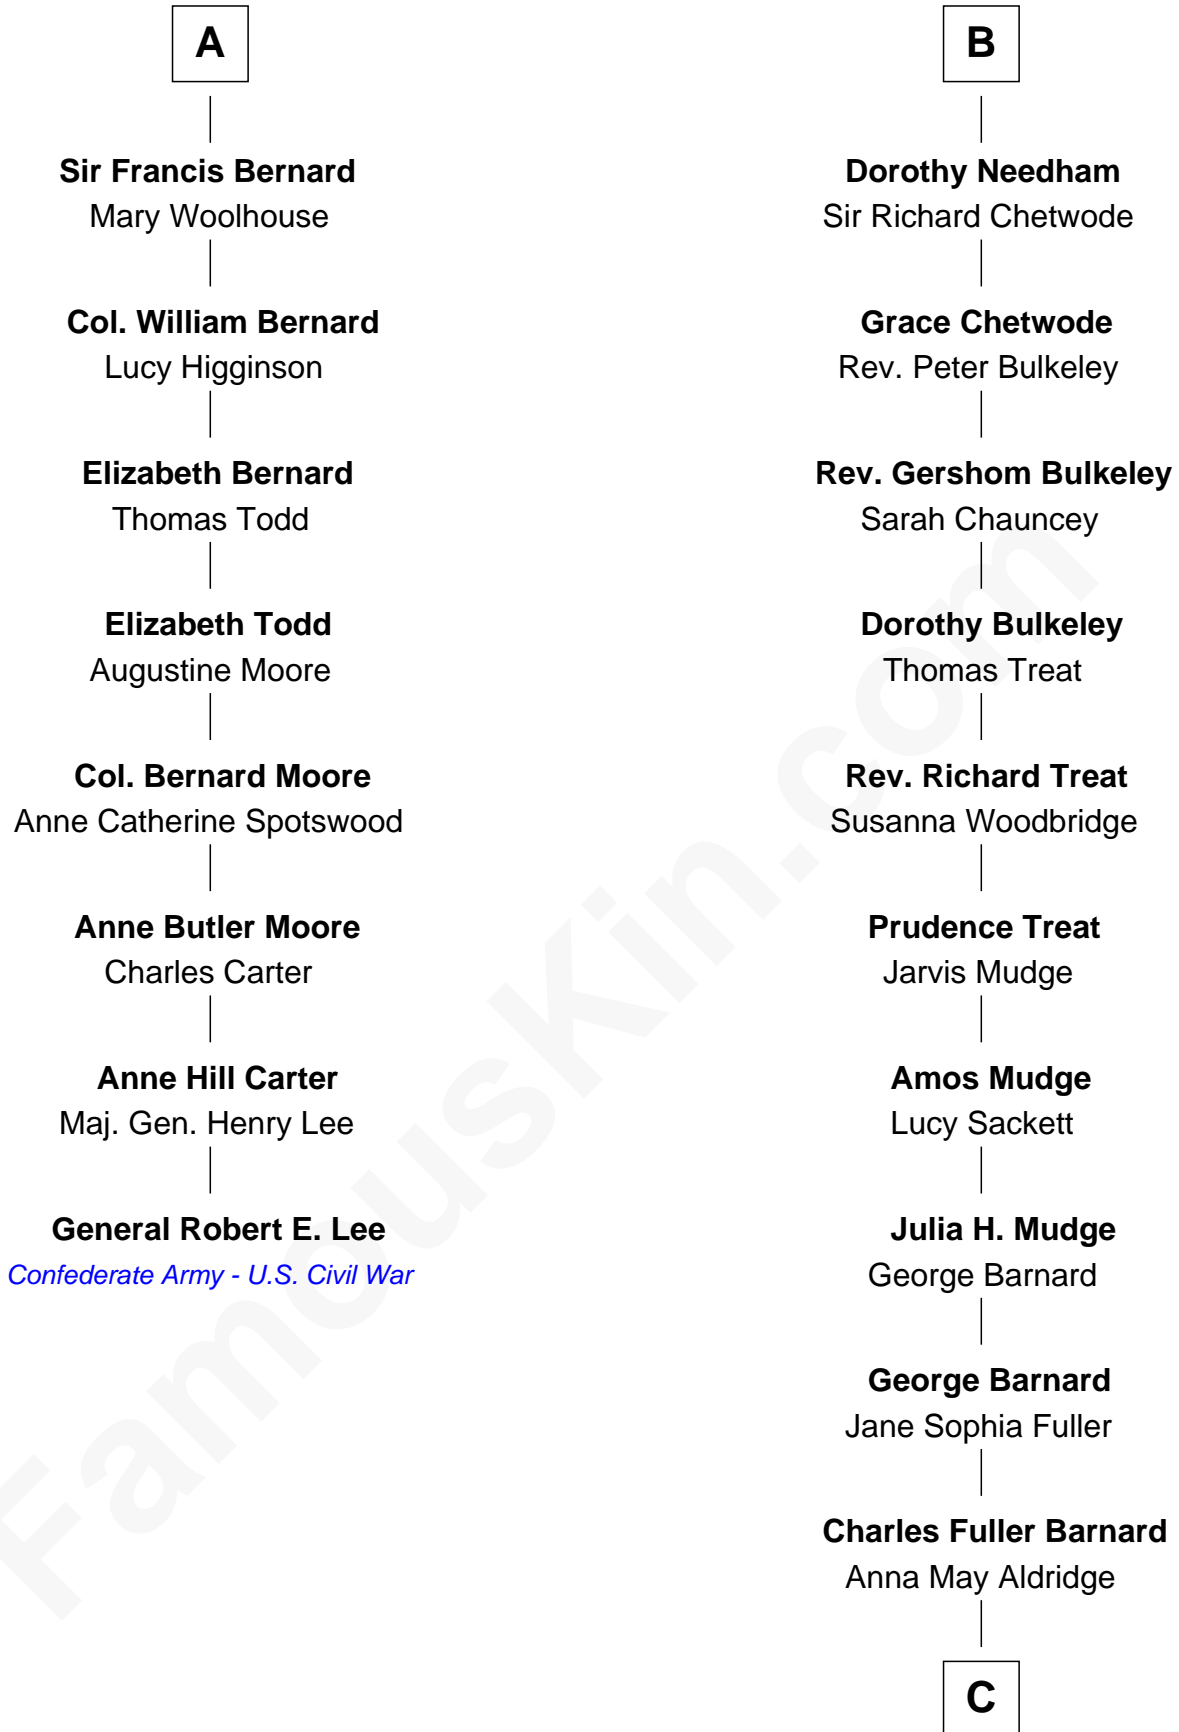 A
Sir Francis Bernard
Mary Woolhouse
Col. William Bernard
Lucy Higginson
Elizabeth Bernard
Thomas Todd
Elizabeth Todd
Augustine Moore
Col. Bernard Moore
Anne Catherine Spotswood
Anne Butler Moore
Charles Carter
Anne Hill Carter
Maj. Gen. Henry Lee
General Robert E. Lee
Confederate Army - U.S. Civil War
B
Dorothy Needham
Sir Richard Chetwode
Grace Chetwode
Rev. Peter Bulkeley
Rev. Gershom Bulkeley
Sarah Chauncey
Dorothy Bulkeley
Thomas Treat
Rev. Richard Treat
Susanna Woodbridge
Prudence Treat
Jarvis Mudge
Amos Mudge
Lucy Sackett
Julia H. Mudge
George Barnard
George Barnard
Jane Sophia Fuller
Charles Fuller Barnard
Anna May Aldridge
C
FamousKin.com